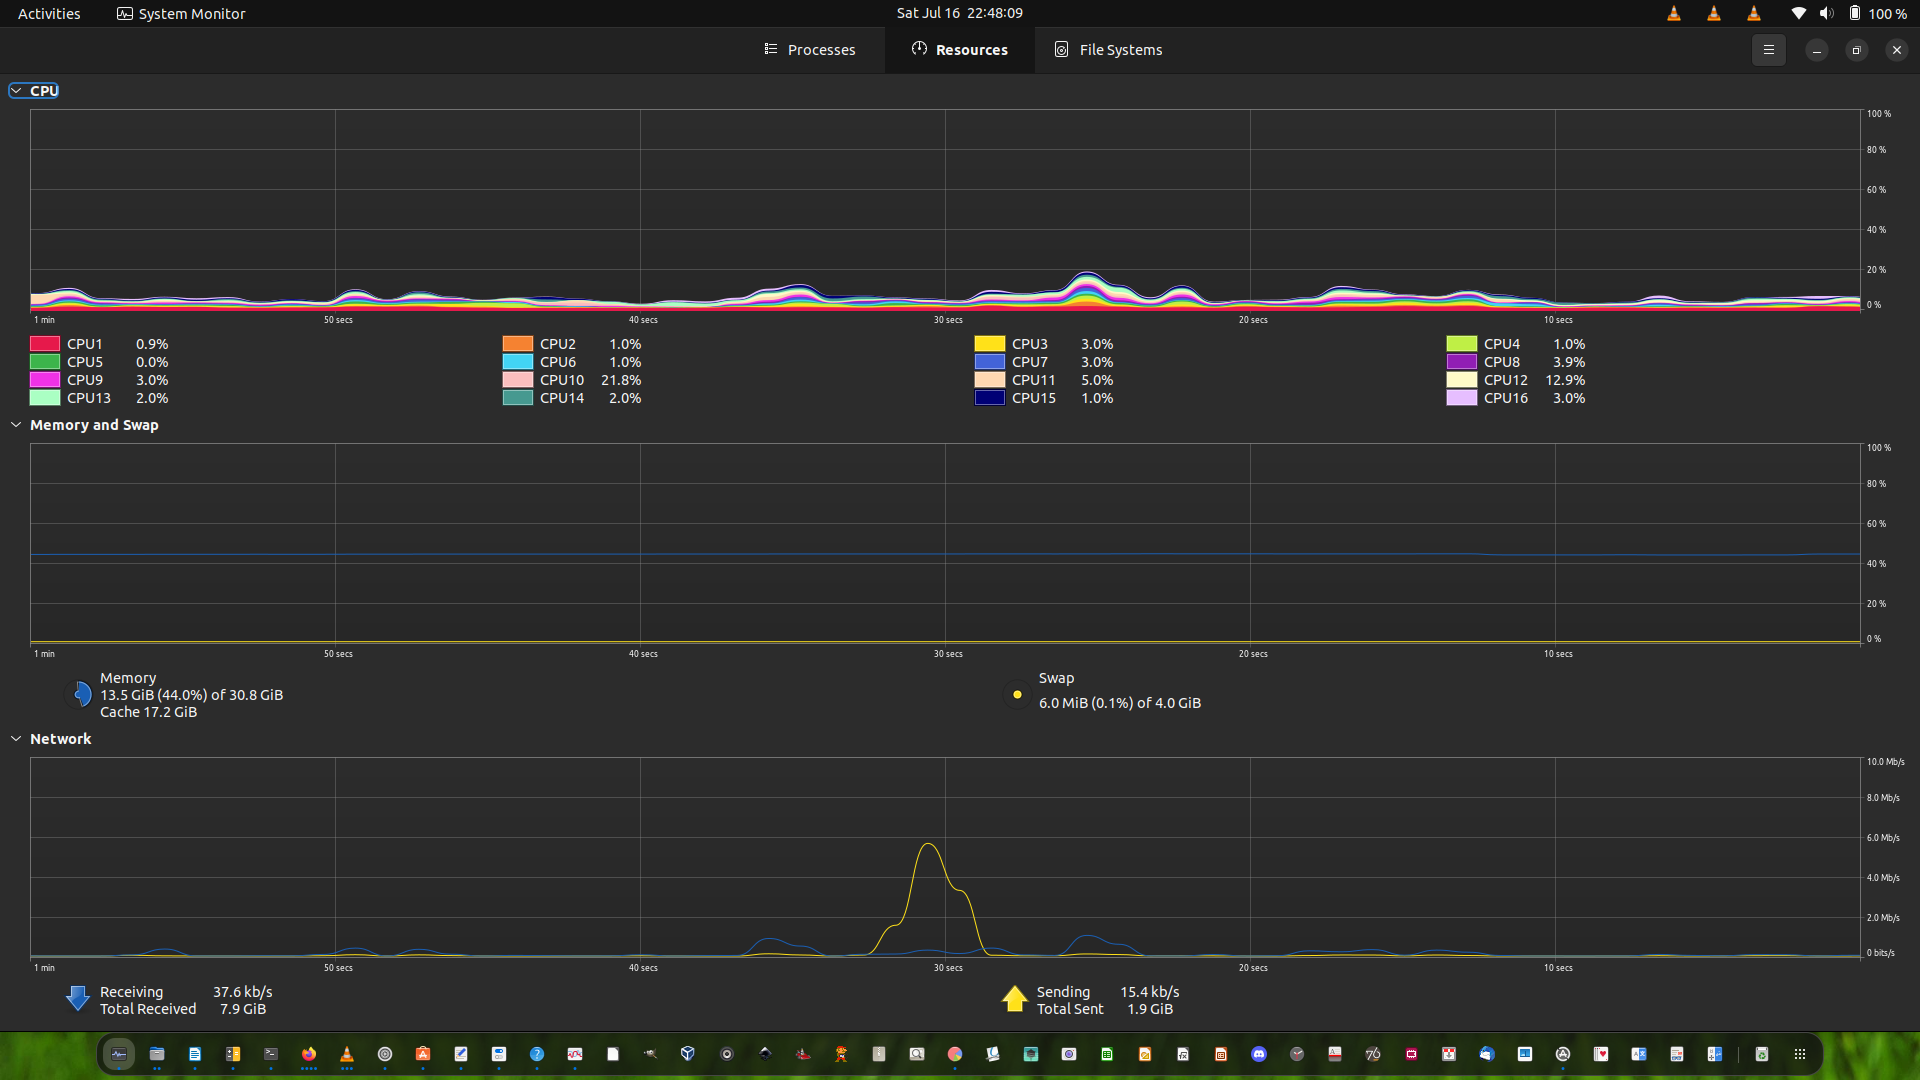 Activities System Monitor Sat Jul 16 22:48:09 100 %
Processes Resources File Systems
CPU
100 %
80 %
60 %
40 %
20 %
0 %
1 min 50 secs 40 secs 30 secs 20 secs 10 secs
CPU1 0.9% CPU2 1.0% CPU3 3.0% CPU4 1.0%
CPU5 0.0% CPU6 1.0% CPU7 3.0% CPU8 3.9%
CPU9 3.0% CPU10 21.8% CPU11 5.0% CPU12 12.9%
CPU13 2.0% CPU14 2.0% CPU15 1.0% CPU16 3.0%
Memory and Swap
100 %
80 %
60 %
40 %
20 %
0 %
1 min 50 secs 40 secs 30 secs 20 secs 10 secs
Memory
13.5 GiB (44.0%) of 30.8 GiB
Cache 17.2 GiB
Swap
6.0 MiB (0.1%) of 4.0 GiB
Network
10.0 Mb/s
8.0 Mb/s
6.0 Mb/s
4.0 Mb/s
2.0 Mb/s
0 bits/s
1 min 50 secs 40 secs 30 secs 20 secs 10 secs
Receiving 37.6 kb/s
Total Received 7.9 GiB
Sending 15.4 kb/s
Total Sent 1.9 GiB